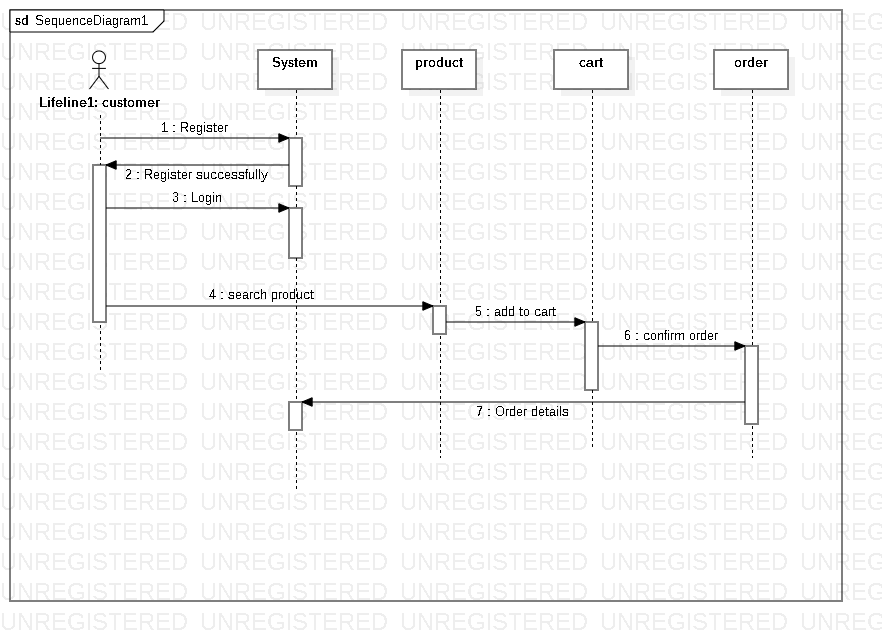 sd SequenceDiagram1
System
product
cart
order
Lifeline1: customer
1 : Register
2 : Register successfully
3 : Login
4 : search product
5 : add to cart
6 : confirm order
7 : Order details
UNREGISTERED